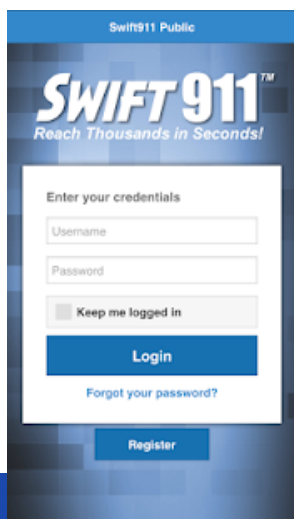 Swift911 Public
SWIFT 911™
Reach Thousands in Seconds!
Enter your credentials
Username
Password
Keep me logged in
Login
Forgot your password?
Register